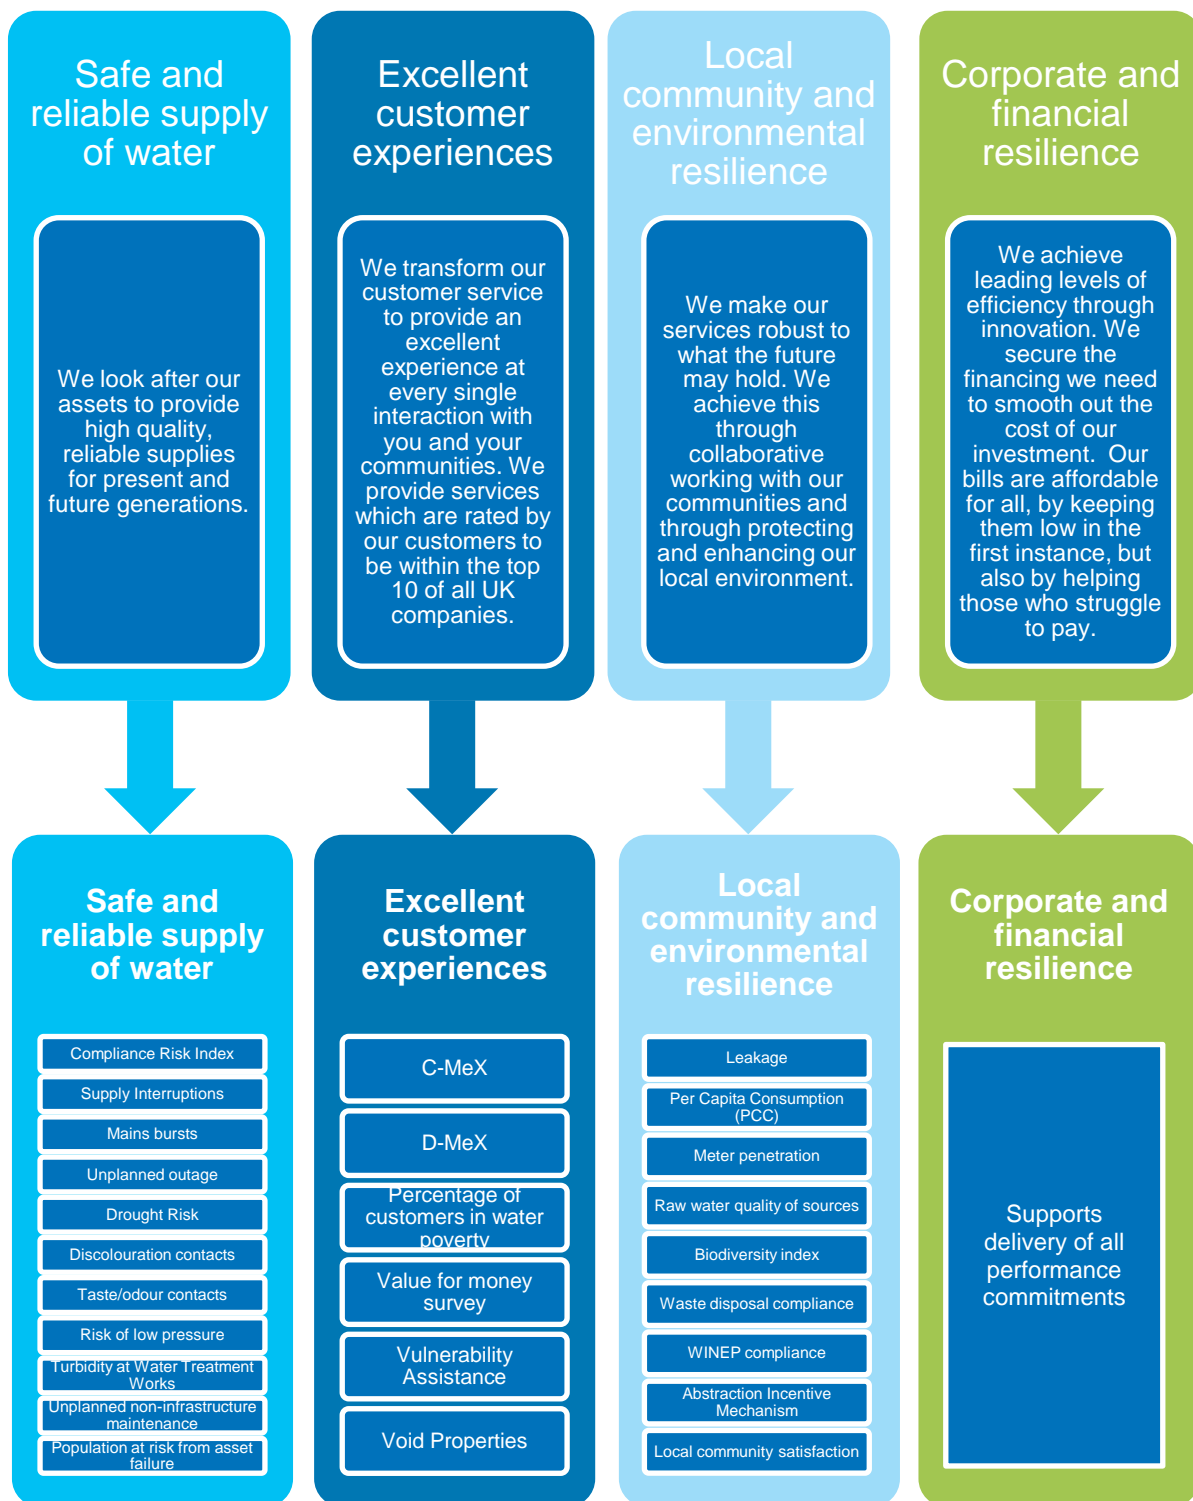 Safe and
reliable supply
of water
We look after our
assets to provide
high quality,
reliable supplies
for present and
future generations.
Excellent
customer
experiences
We transform our
customer service
to provide an
excellent
experience at
every single
interaction with
you and your
communities. We
provide services
which are rated by
our customers to
be within the top
10 of all UK
companies.
Local
community and
environmental
resilience
We make our
services robust to
what the future
may hold. We
achieve this
through
collaborative
working with our
communities and
through protecting
and enhancing our
local environment.
Corporate and
financial
resilience
We achieve
leading levels of
efficiency through
innovation. We
secure the
financing we need
to smooth out the
cost of our
investment.  Our
bills are affordable
for all, by keeping
them low in the
first instance, but
also by helping
those who struggle
to pay.
Safe and
reliable supply
of water
Compliance Risk Index
Supply Interruptions
Mains bursts
Unplanned outage
Drought Risk
Discolouration contacts
Taste/odour contacts
Risk of low pressure
Turbidity at Water Treatment
Works
Unplanned non-infrastructure
maintenance
Population at risk from asset
failure
Excellent
customer
experiences
C-MeX
D-MeX
Percentage of
customers in water
poverty
Value for money
survey
Vulnerability
Assistance
Void Properties
Local
community and
environmental
resilience
Leakage
Per Capita Consumption
(PCC)
Meter penetration
Raw water quality of sources
Biodiversity index
Waste disposal compliance
WINEP compliance
Abstraction Incentive
Mechanism
Local community satisfaction
Corporate and
financial
resilience
Supports
delivery of all
performance
commitments